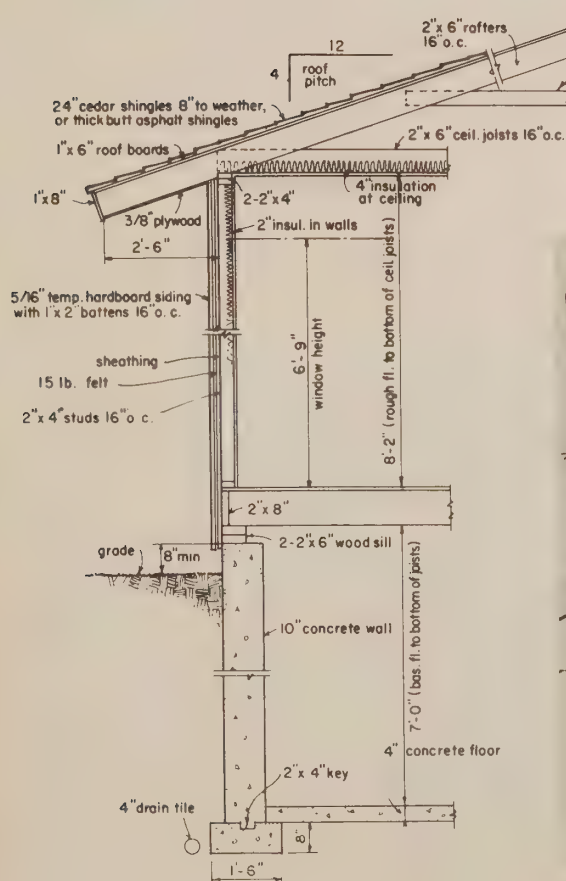 12
4
roof
pitch
2"x 6" rafters
16" o.c.
24" cedar shingles 8" to weather,
or thick butt asphalt shingles
1"x 6" roof boards
1"x 8"
3/8" plywood
2'-6"
2"x 6" ceil. joists 16" o.c.
4" insulation
at ceiling
2-2"x 4"
2" insul. in walls
5/16" temp. hardboard siding
with 1"x 2" battens 16" o.c.
6'-9"
window height
8'-2" (rough fl. to bottom of ceil joists)
sheathing
15 lb. felt
2"x 4" studs 16" o c.
2"x 8"
2-2"x 6" wood sill
grade
8" min
10" concrete wall
7'-0" (bas. fl. to bottom of joists)
4" concrete floor
2"x 4" key
4" drain tile
8"
1'-6"